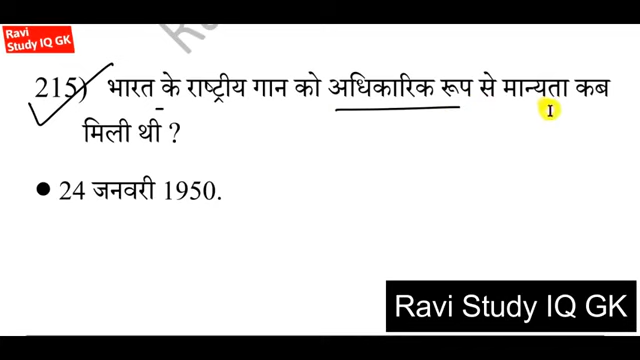 Ravi
Study IQ GK
215) भारत के राष्ट्रीय गान को अधिकारिक रूप से मान्यता कब
मिली थी ?
● 24 जनवरी 1950.
Ravi Study IQ GK